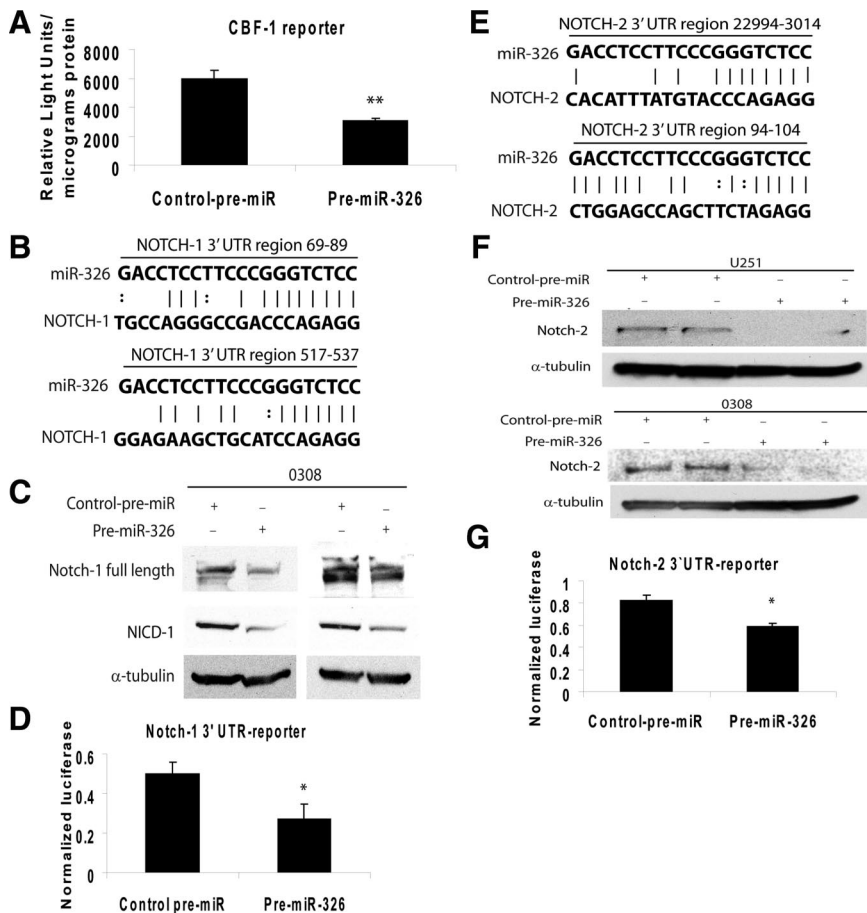 A
CBF-1 reporter
Relative Light Units/
micrograms protein
8000
6000
4000
2000
0
**
Control-pre-miR
Pre-miR-326
B
NOTCH-1 3' UTR region 69-89
miR-326 GACCTCCTTCCCGGGTCTCC
: | | | : | | | | | | | |
NOTCH-1 TGCCAGGGCCGACCCAGAGG
NOTCH-1 3' UTR region 517-537
miR-326 GACCTCCTTCCCGGGTCTCC
| | | | | : | | | | | | |
NOTCH-1 GGAGAAGCTGCATCCAGAGG
C
0308
Control-pre-miR + – + –
Pre-miR-326 – + – +
Notch-1 full length
NICD-1
α-tubulin
D
Notch-1 3' UTR-reporter
Normalized luciferase
0.6
0.4
0.2
0
*
Control pre-miR
Pre-miR-326
E
NOTCH-2 3' UTR region 22994-3014
miR-326 GACCTCCTTCCCGGGTCTCC
| | | | | | | | | | |
NOTCH-2 CACATTTATGTACCCAGAGG
NOTCH-2 3' UTR region 94-104
miR-326 GACCTCCTTCCCGGGTCTCC
| | | | | | | | : | : | | | | |
NOTCH-2 CTGGAGCCAGCTTCTAGAGG
F
U251
Control-pre-miR + + – –
Pre-miR-326 – – + +
Notch-2
α-tubulin
0308
Control-pre-miR + + – –
Pre-miR-326 – – + +
Notch-2
α-tubulin
G
Notch-2 3`UTR-reporter
Normalized luciferase
1
0.8
0.6
0.4
0.2
0
*
Control-pre-miR
Pre-miR-326